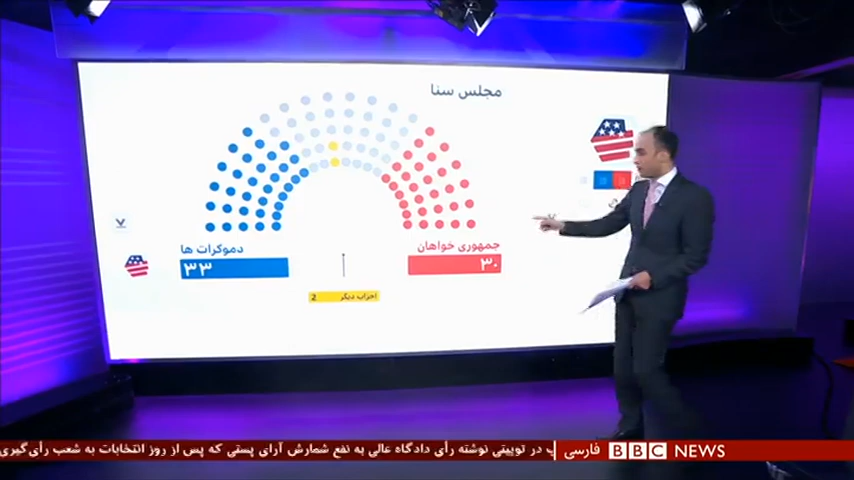 مجلس سنا
دموکرات ها
۳۳
جمهوری خواهان
۳۰
احزاب دیگر 2
در توییتی نوشته رأی دادگاه عالی به نفع شمارش آرای پستی که پس از روز انتخابات به شعب رأی‌گیری
BBC NEWS فارسی